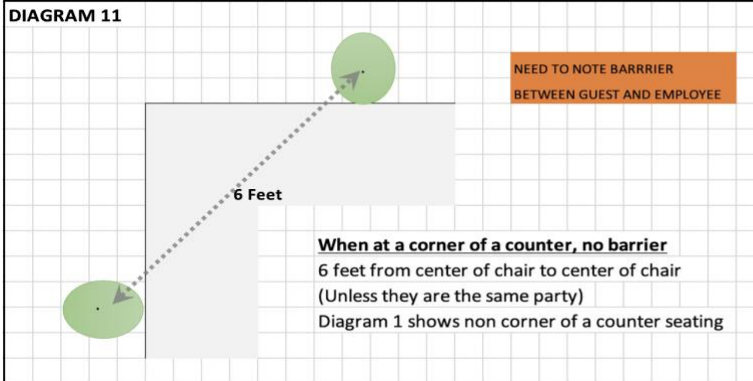 DIAGRAM 11
NEED TO NOTE BARRRIER
BETWEEN GUEST AND EMPLOYEE
6 Feet
When at a corner of a counter, no barrier
6 feet from center of chair to center of chair
(Unless they are the same party)
Diagram 1 shows non corner of a counter seating